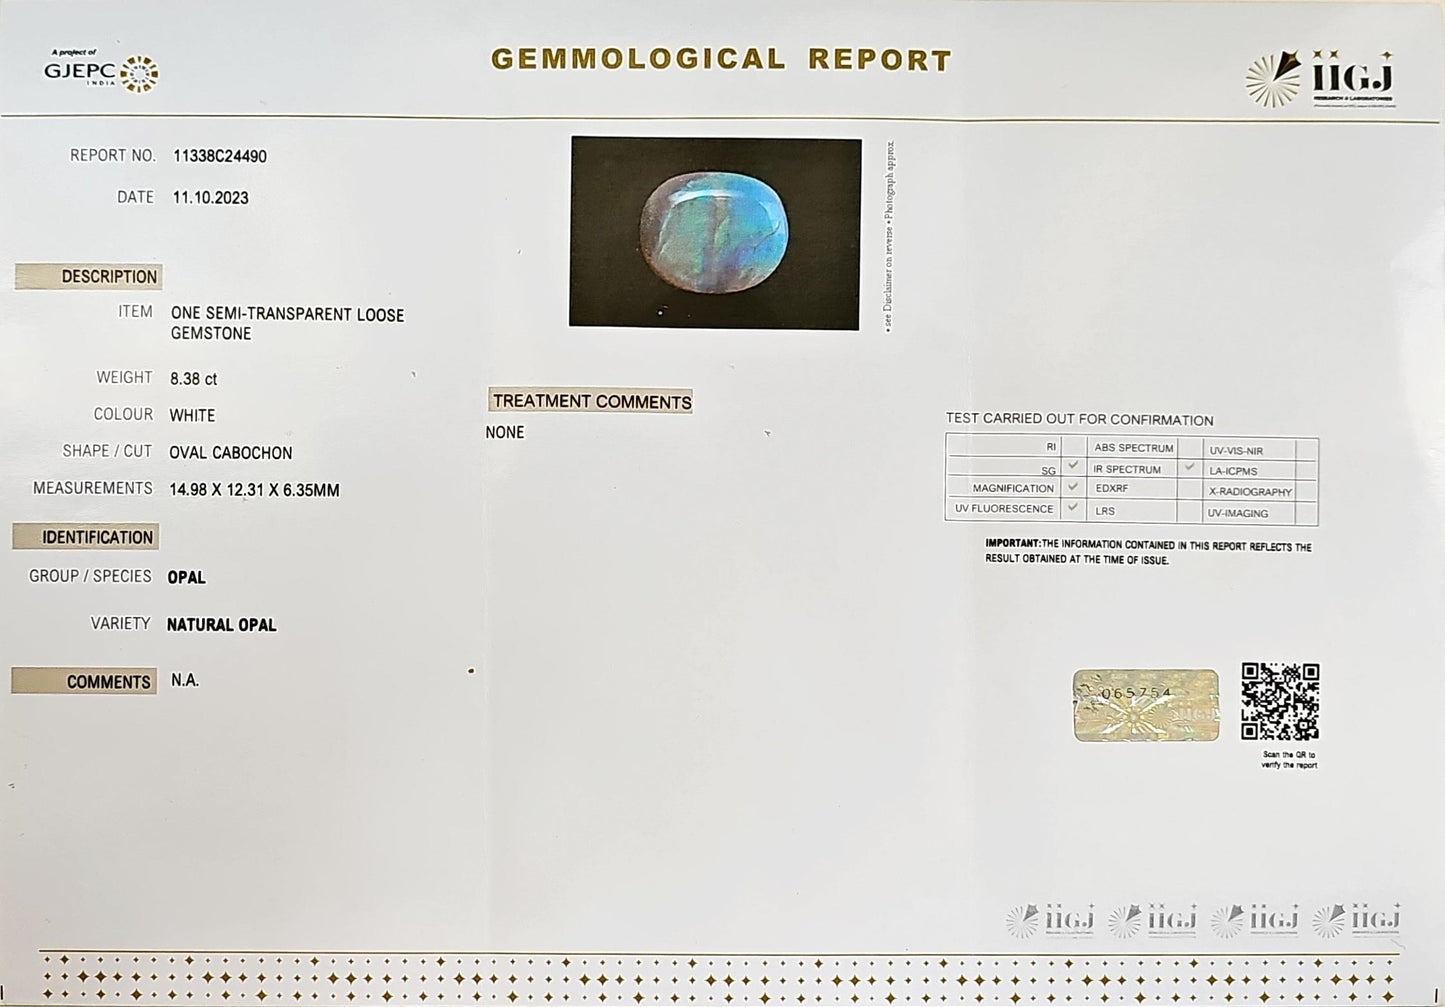 A project of
GJEPC
INDIA
GEMMOLOGICAL REPORT
IIGJ
RESEARCH & LABORATORIES
REPORT NO. 11338C24490
DATE 11.10.2023
• see Disclaimer on reverse • Photograph approx.
DESCRIPTION
ITEM ONE SEMI-TRANSPARENT LOOSE
GEMSTONE
WEIGHT 8.38 ct
COLOUR WHITE
SHAPE / CUT OVAL CABOCHON
MEASUREMENTS 14.98 X 12.31 X 6.35MM
IDENTIFICATION
GROUP / SPECIES OPAL
VARIETY NATURAL OPAL
COMMENTS N.A.
TREATMENT COMMENTS
NONE
TEST CARRIED OUT FOR CONFIRMATION
RI ABS SPECTRUM UV-VIS-NIR
SG ✓ IR SPECTRUM ✓ LA-ICPMS
MAGNIFICATION ✓ EDXRF X-RADIOGRAPHY
UV FLUORESCENCE ✓ LRS UV-IMAGING
IMPORTANT:THE INFORMATION CONTAINED IN THIS REPORT REFLECTS THE
RESULT OBTAINED AT THE TIME OF ISSUE.
065754
IIGJ
Scan the QR to
verify the report
IIGJ IIGJ IIGJ IIGJ